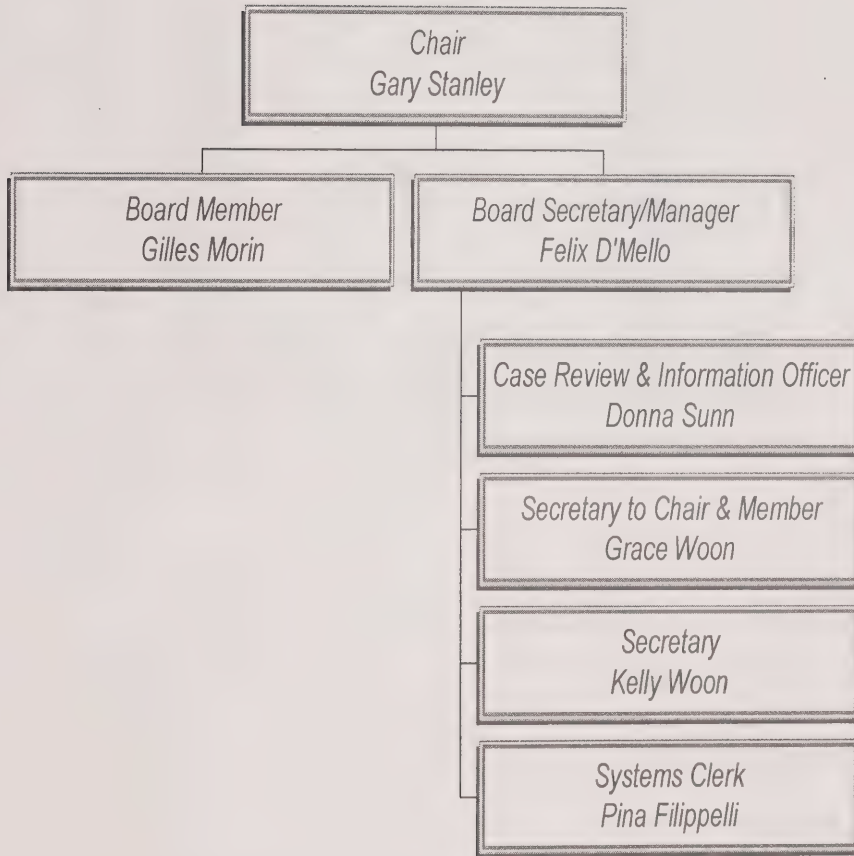 Chair
Gary Stanley
Board Member
Gilles Morin
Board Secretary/Manager
Felix D'Mello
Case Review & Information Officer
Donna Sunn
Secretary to Chair & Member
Grace Woon
Secretary
Kelly Woon
Systems Clerk
Pina Filippelli